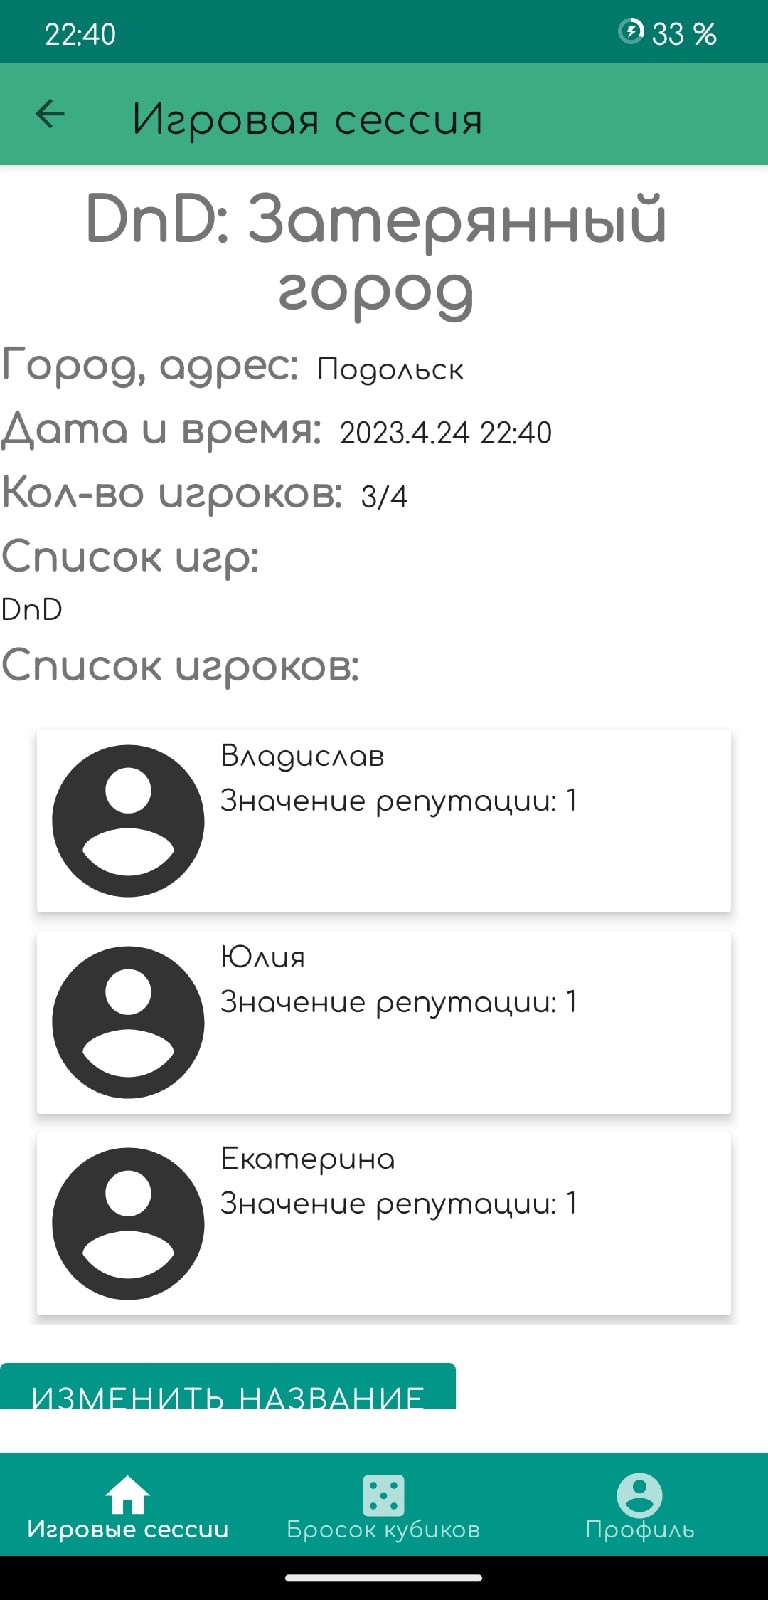 22:40
33 %
Игровая сессия
DnD: Затерянный
город
Город, адрес: Подольск
Дата и время: 2023.4.24 22:40
Кол-во игроков: 3/4
Список игр:
DnD
Список игроков:
Владислав
Значение репутации: 1
Юлия
Значение репутации: 1
Екатерина
Значение репутации: 1
ИЗМЕНИТЬ НАЗВАНИЕ
Игровые сессии
Бросок кубиков
Профиль